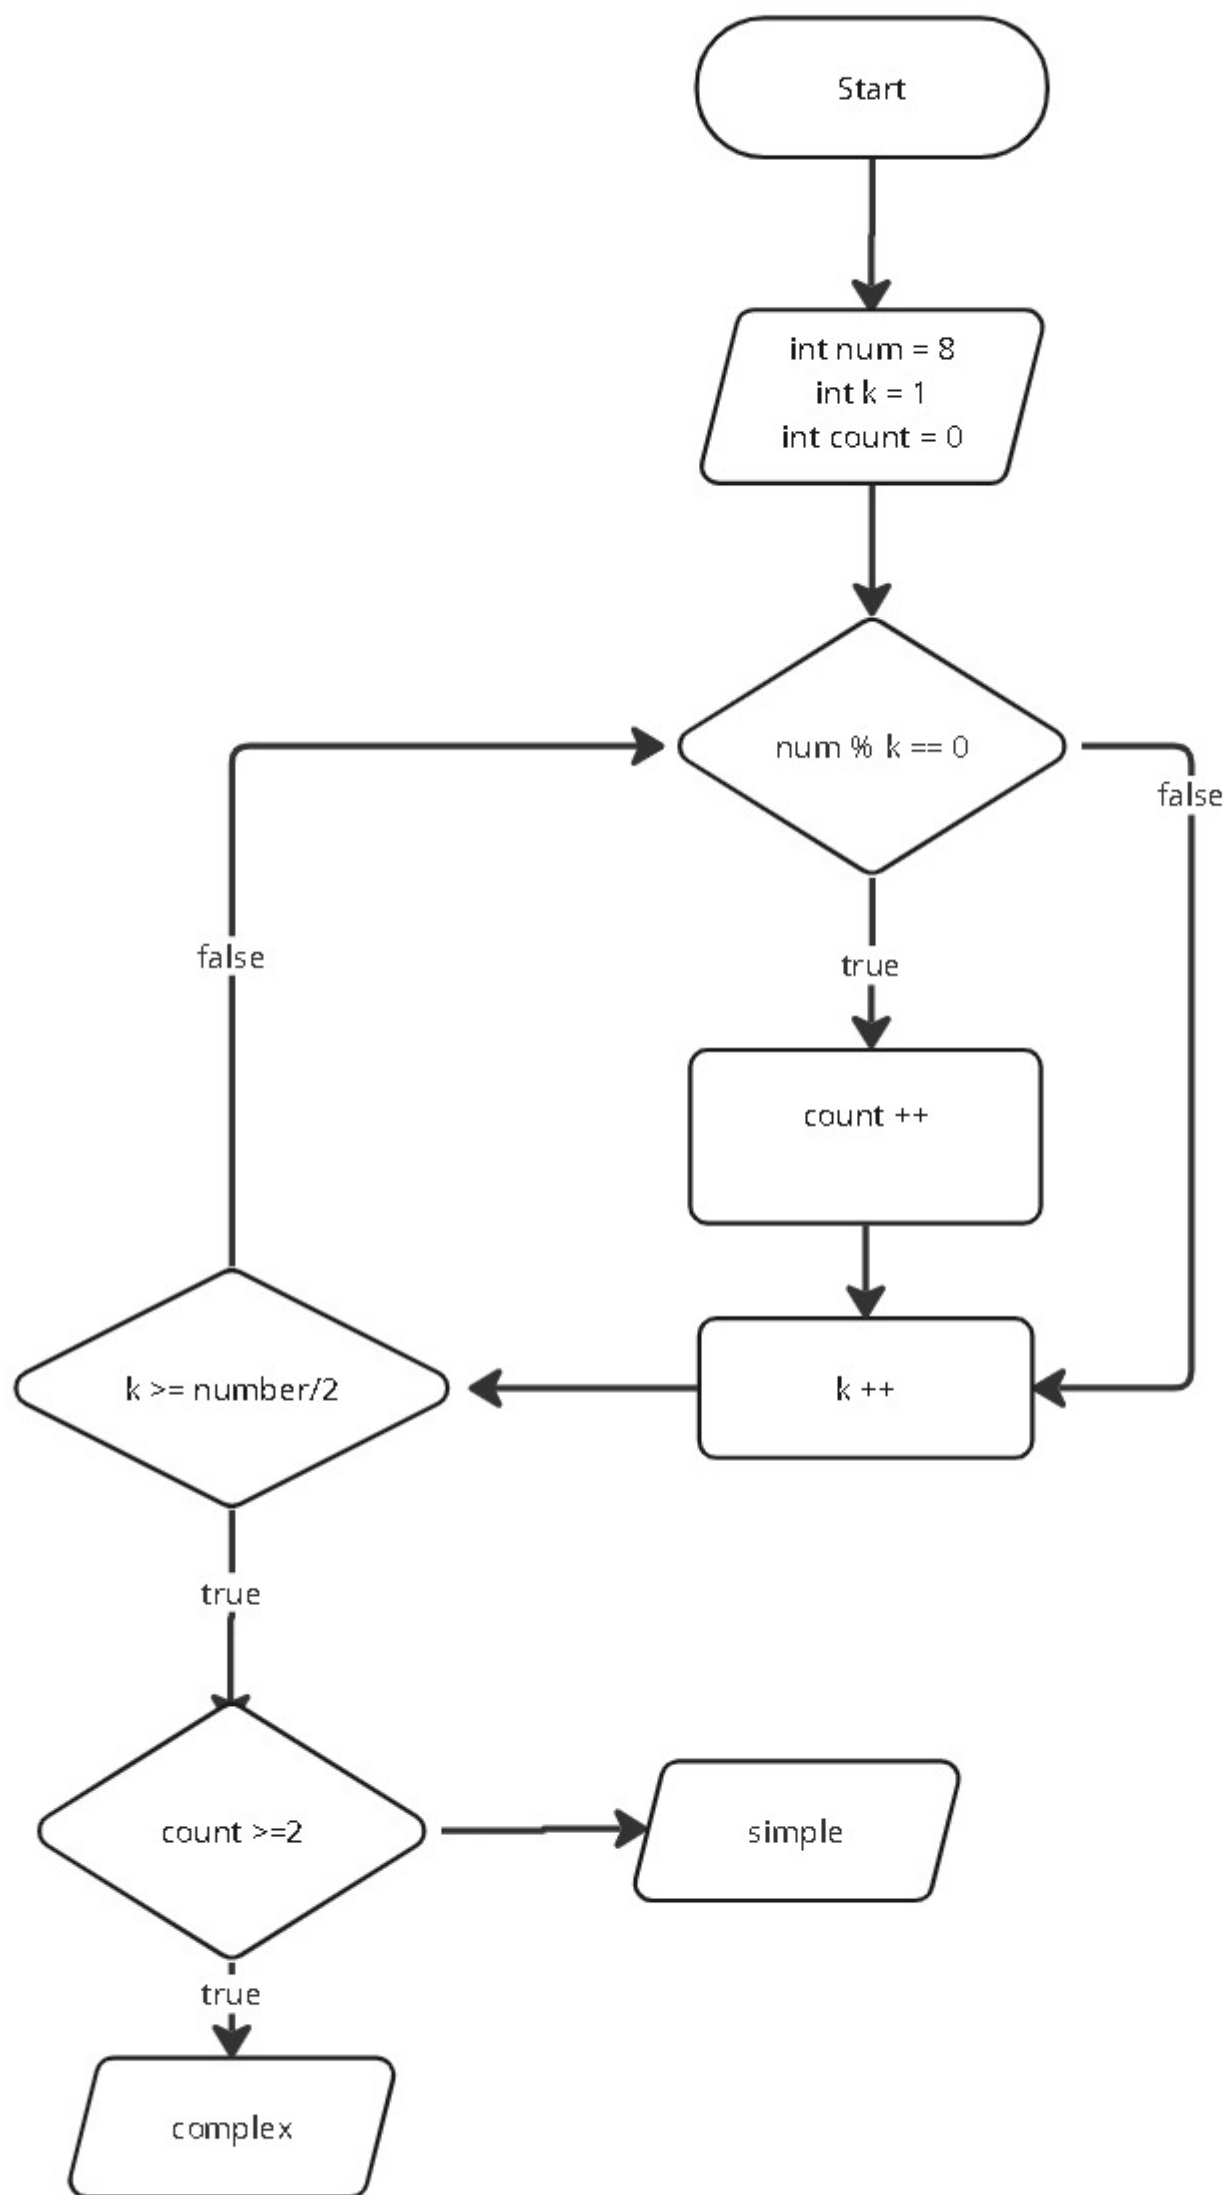 Start
int num = 8
int k = 1
int count = 0
num % k == 0
false
false
true
count ++
k >= number/2
k ++
true
count >=2
simple
true
complex